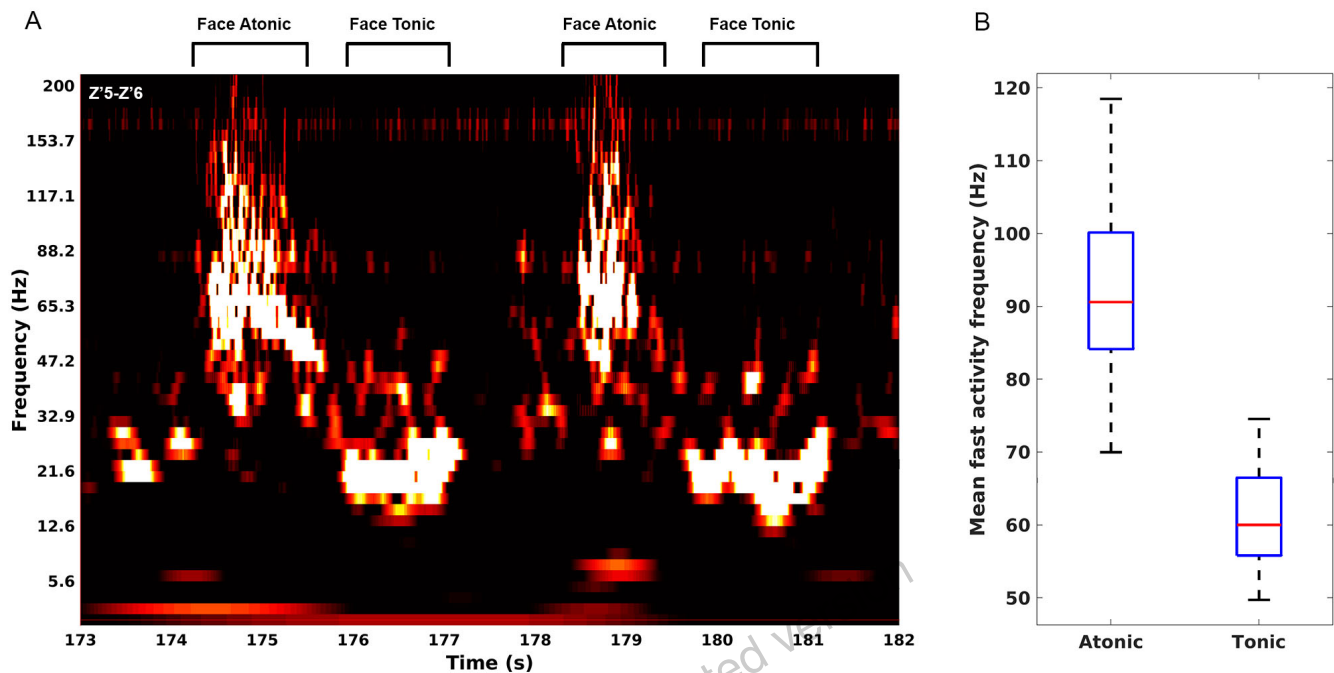 A
Face Atonic
Face Tonic
Face Atonic
Face Tonic
Z'5-Z'6
Frequency (Hz)
200
153.7
117.1
88.2
65.3
47.2
32.9
21.6
12.6
5.6
173 174 175 176 177 178 179 180 181 182
Time (s)
B
Mean fast activity frequency (Hz)
120
110
100
90
80
70
60
50
Atonic Tonic